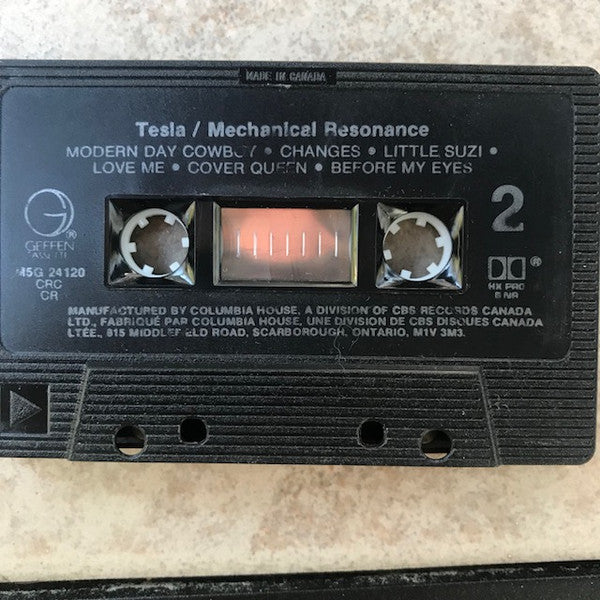 MADE IN CANADA
Tesla / Mechanical Resonance
MODERN DAY COWBOY • CHANGES • LITTLE SUZI •
LOVE ME • COVER QUEEN • BEFORE MY EYES
2
G ®
GEFFEN
CASSETTE
M5G 24120
CRC
CR
®
HX PRO
B NR
MANUFACTURED BY COLUMBIA HOUSE, A DIVISION OF CBS RECORDS CANADA
LTD., FABRIQUÉ PAR COLUMBIA HOUSE, UNE DIVISION DE CBS DISQUES CANADA
LTÉE., 815 MIDDLEFIELD ROAD, SCARBOROUGH, ONTARIO, M1V 3M3.